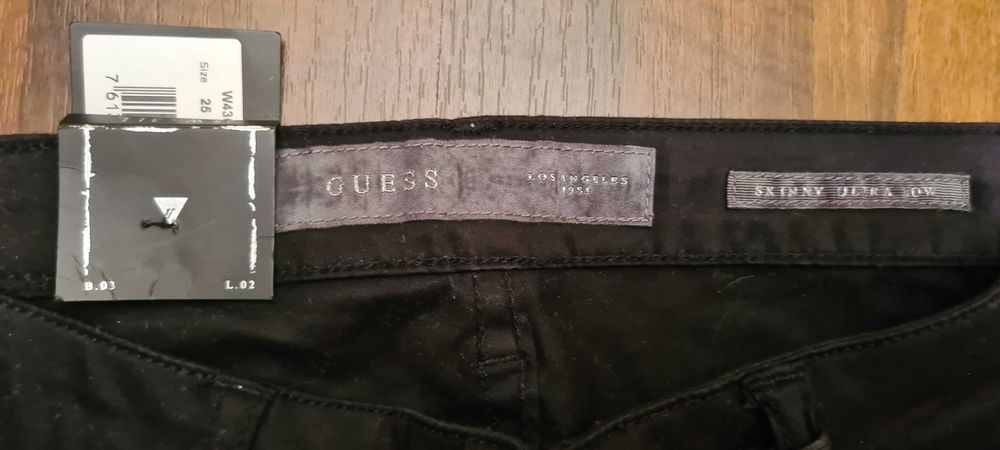 W43
Size 25
7 61
B.03 L.02
GUESS
LOS ANGELES
1981
SKINNY ULTRA LOW